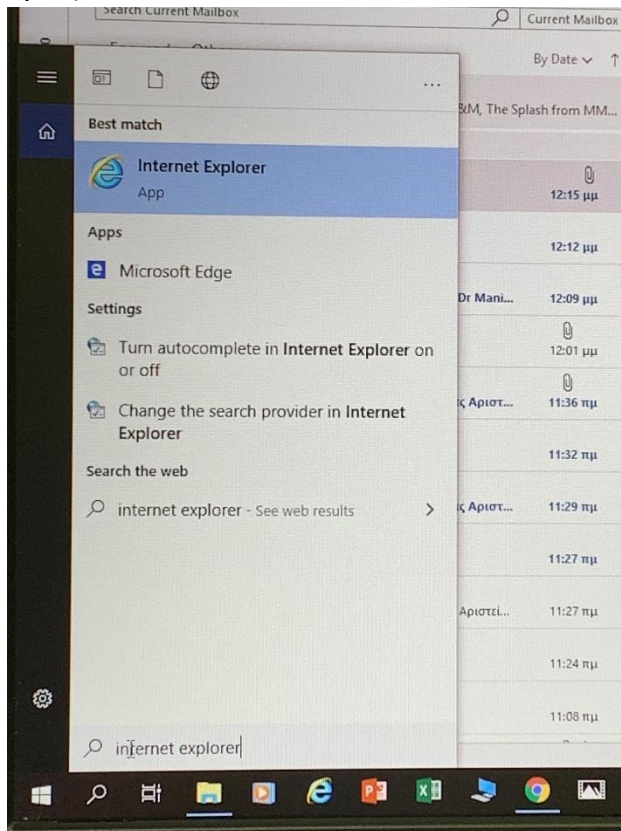 Search Current Mailbox
Current Mailbox
By Date
Best match
Internet Explorer
App
Apps
Microsoft Edge
Settings
Turn autocomplete in Internet Explorer on
or off
Change the search provider in Internet
Explorer
Search the web
internet explorer - See web results
internet explorer
&M, The Splash from MM...
12:15 μμ
12:12 μμ
Dr Mani... 12:09 μμ
12:01 μμ
ς Αριστ... 11:36 πμ
11:32 πμ
ς Αριστ... 11:29 πμ
11:27 πμ
Αριστεί... 11:27 πμ
11:24 πμ
11:08 πμ